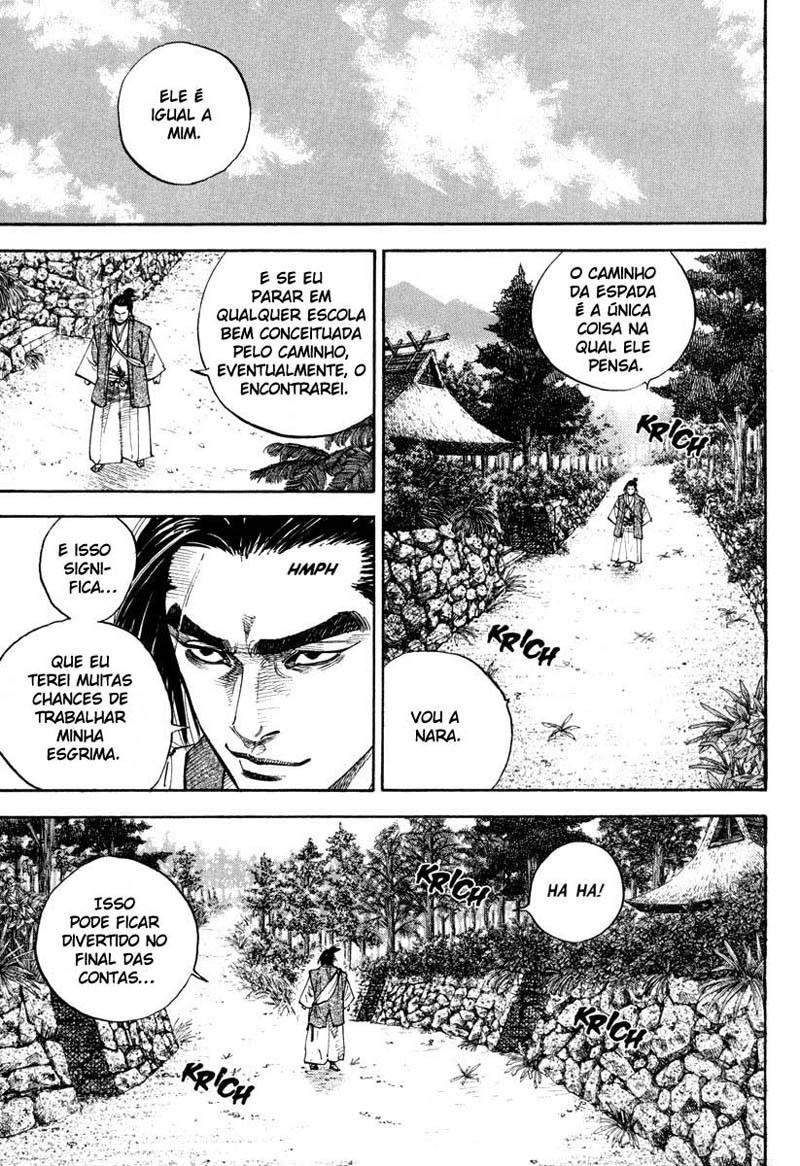 ELE É
IGUAL A
MIM.
O CAMINHO
DA ESPADA
É A ÚNICA
COISA NA
QUAL ELE
PENSA.
KRICH
KRICH
VOU A
NARA.
E SE EU
PARAR EM
QUALQUER ESCOLA
BEM CONCEITUADA
PELO CAMINHO,
EVENTUALMENTE, O
ENCONTRAREI.
E ISSO
SIGNI-
FICA...
HMPH
QUE EU
TEREI MUITAS
CHANCES DE
TRABALHAR
MINHA
ESGRIMA.
HA HA!
KRICH
KRICH
ISSO
PODE FICAR
DIVERTIDO NO
FINAL DAS
CONTAS...
KRICH